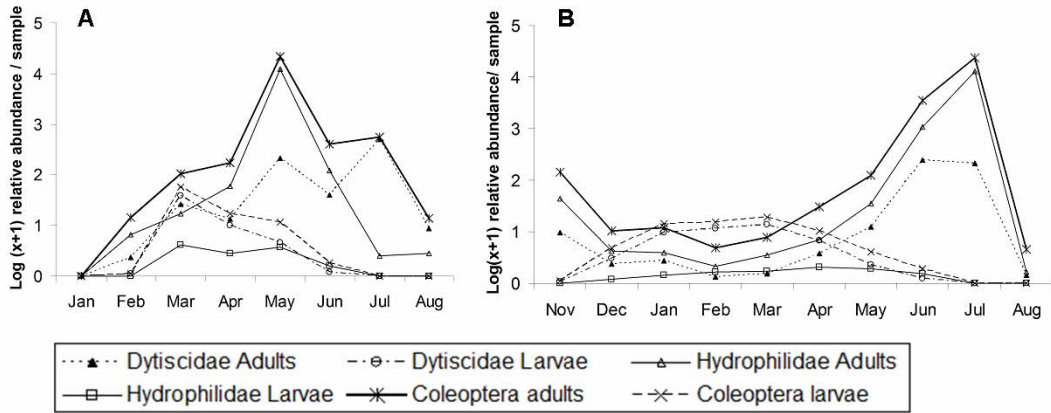 A
B
Log (x+1) relative abundance / sample
5
4
3
2
1
0
Jan Feb Mar Apr May Jun Jul Aug
Log(x+1) relative abundance/ sample
5
4
3
2
1
0
Nov Dec Jan Feb Mar Apr May Jun Jul Aug
Dytiscidae Adults Dytiscidae Larvae Hydrophilidae Adults
Hydrophilidae Larvae Coleoptera adults Coleoptera larvae